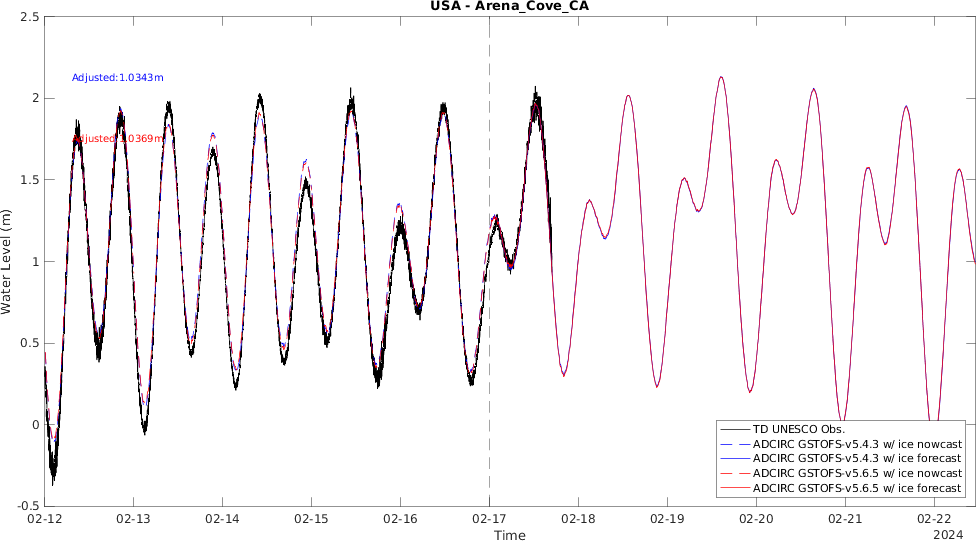 USA - Arena_Cove_CA
2.5
2
1.5
1
0.5
0
-0.5
Water Level (m)
Adjusted:1.0343m
Adjusted:1.0369m
TD UNESCO Obs.
ADCIRC GSTOFS-v5.4.3 w/ ice nowcast
ADCIRC GSTOFS-v5.4.3 w/ ice forecast
ADCIRC GSTOFS-v5.6.5 w/ ice nowcast
ADCIRC GSTOFS-v5.6.5 w/ ice forecast
02-12 02-13 02-14 02-15 02-16 02-17 02-18 02-19 02-20 02-21 02-22
Time
2024